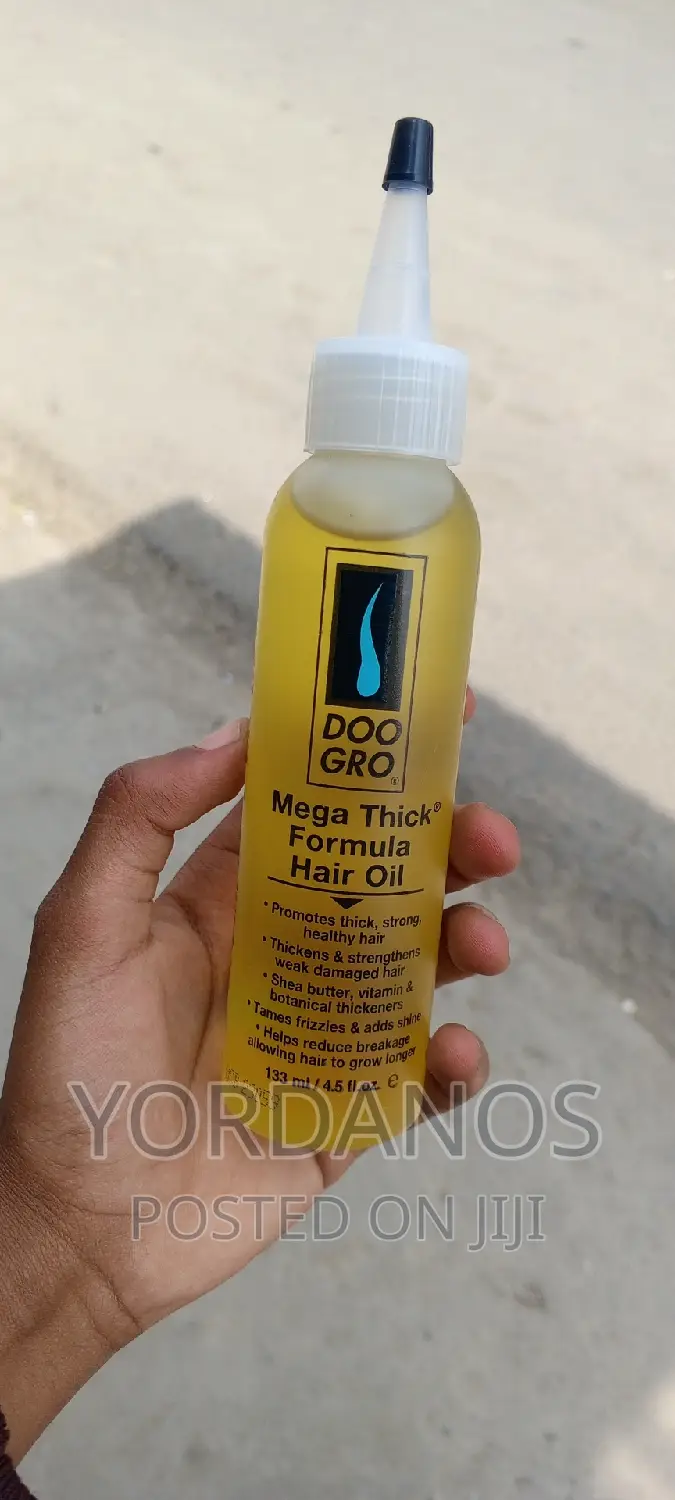 DOO
GRO®
Mega Thick®
Formula
Hair Oil
• Promotes thick, strong,
healthy hair
• Thickens & strengthens
weak damaged hair
• Shea butter, vitamin &
botanical thickeners
• Tames frizzies & adds shine
• Helps reduce breakage
allowing hair to grow longer
133 ml / 4.5 fl.oz. e
YORDANOS
POSTED ON JIJI